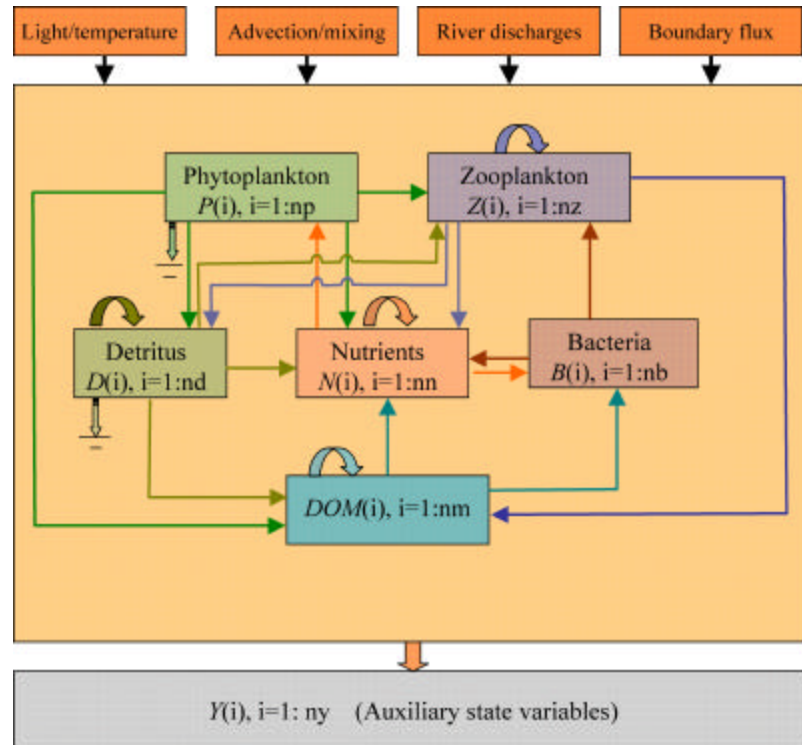 Light/temperature
Advection/mixing
River discharges
Boundary flux
Phytoplankton
P(i), i=1:np
Zooplankton
Z(i), i=1:nz
Detritus
D(i), i=1:nd
Nutrients
N(i), i=1:nn
Bacteria
B(i), i=1:nb
DOM(i), i=1:nm
Y(i), i=1: ny (Auxiliary state variables)